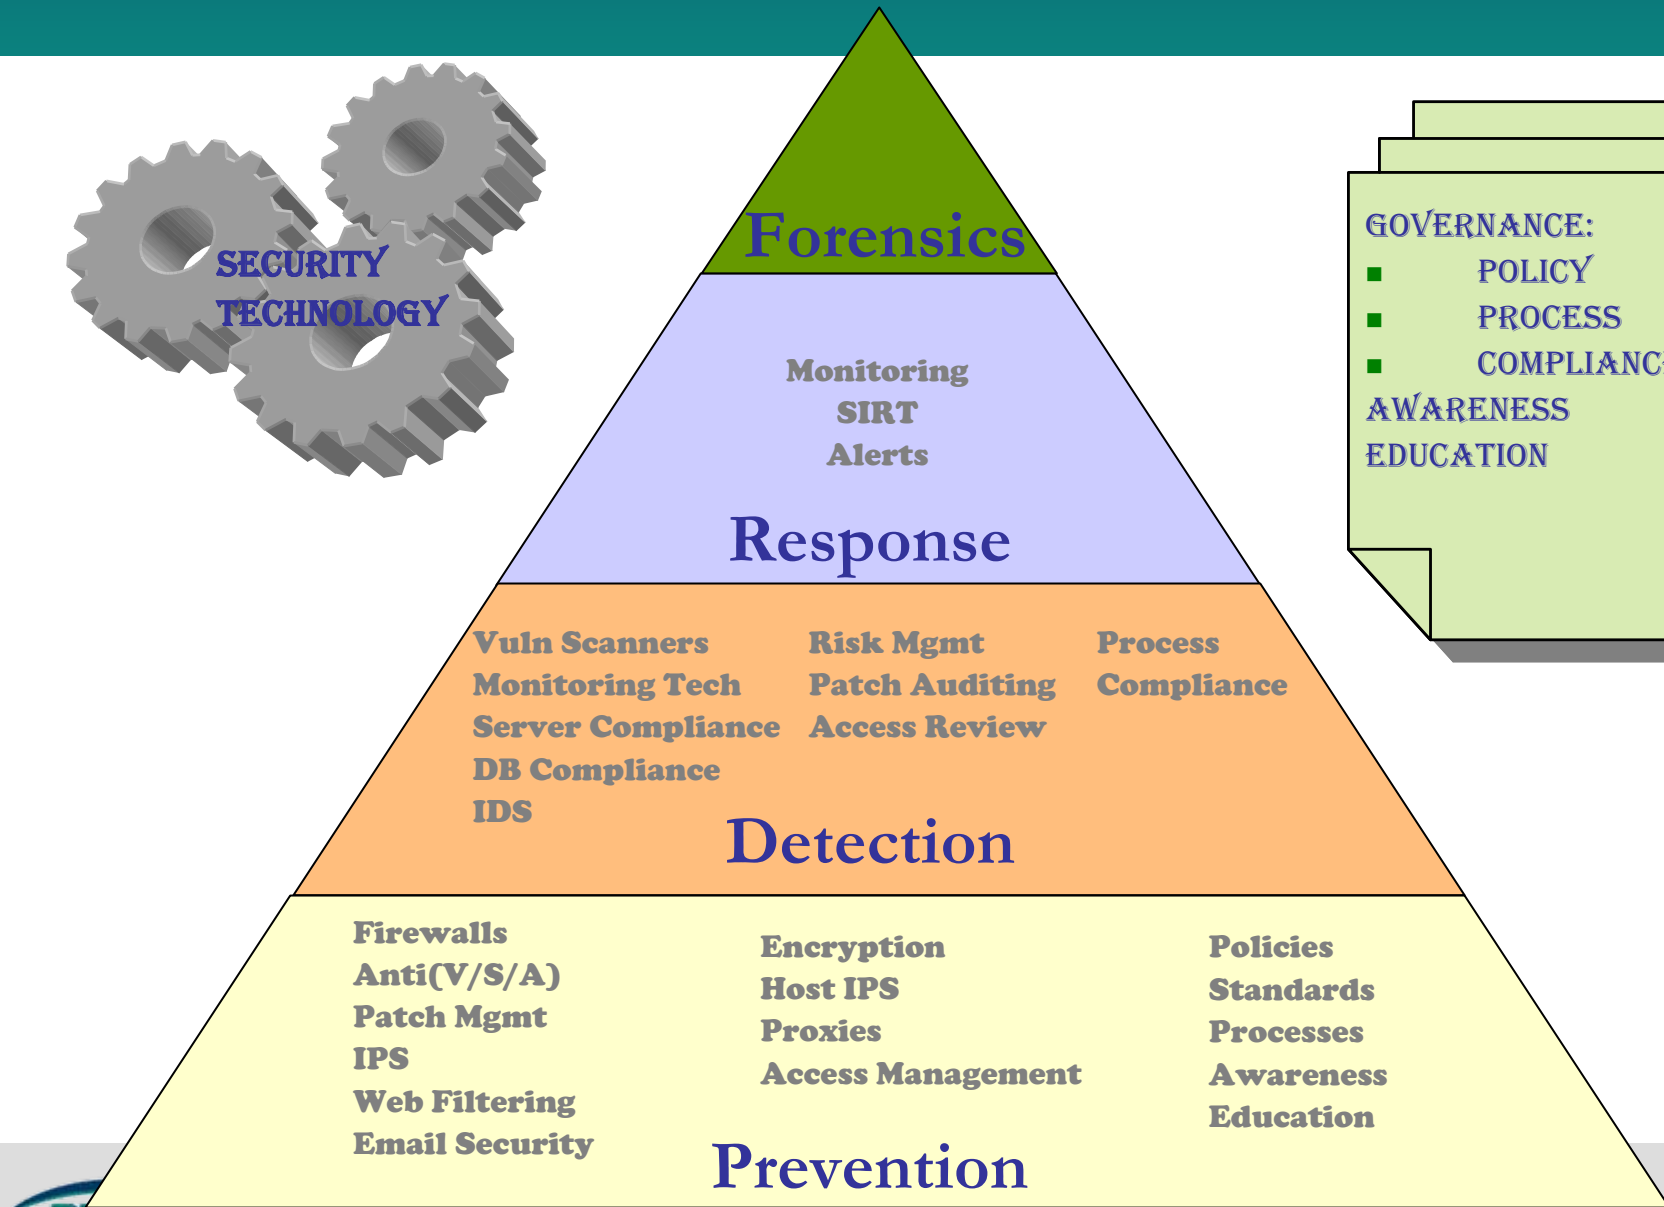 SECURITY
TECHNOLOGY
Forensics
GOVERNANCE:
■ POLICY
■ PROCESS
■
AWARENESS
EDUCATION
Monitoring
SIRT
Alerts
Response
Vuln Scanners
Monitoring Tech
Server Compliance
DB Compliance
IDS
Risk Mgmt
Patch Auditing
Access Review
Process
Compliance
Detection
Firewalls
Anti(V/S/A)
Patch Mgmt
IPS
Web Filtering
Email Security
Encryption
Host IPS
Proxies
Access Management
Policies
Standards
Processes
Awareness
Education
Prevention